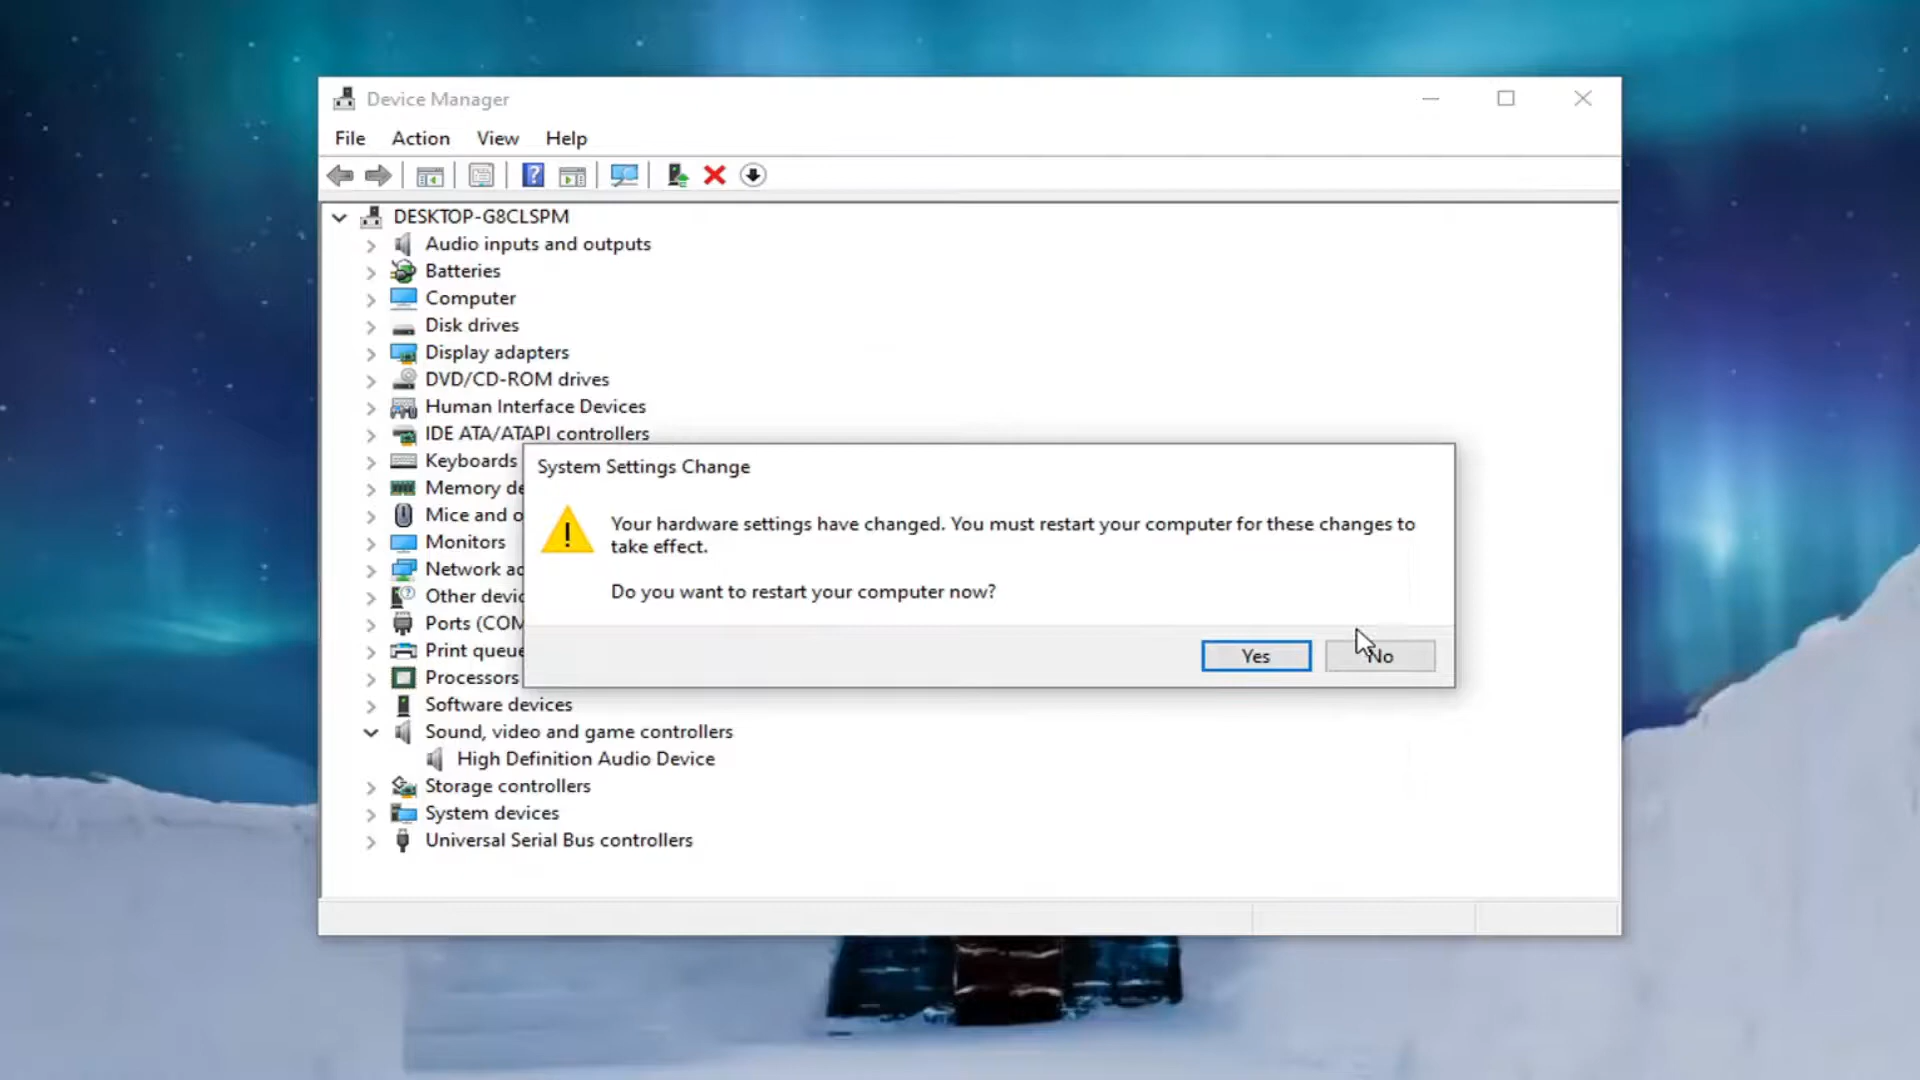 Device Manager
File Action View Help
DESKTOP-G8CLSPM
Audio inputs and outputs
Batteries
Computer
Disk drives
Display adapters
DVD/CD-ROM drives
Human Interface Devices
IDE ATA/ATAPI controllers
Keyboards
Memory de
Mice and o
Monitors
Network ad
Other devic
Ports (COM
Print queue
Processors
Software devices
Sound, video and game controllers
High Definition Audio Device
Storage controllers
System devices
Universal Serial Bus controllers
System Settings Change
Your hardware settings have changed. You must restart your computer for these changes to
take effect.
Do you want to restart your computer now?
Yes No